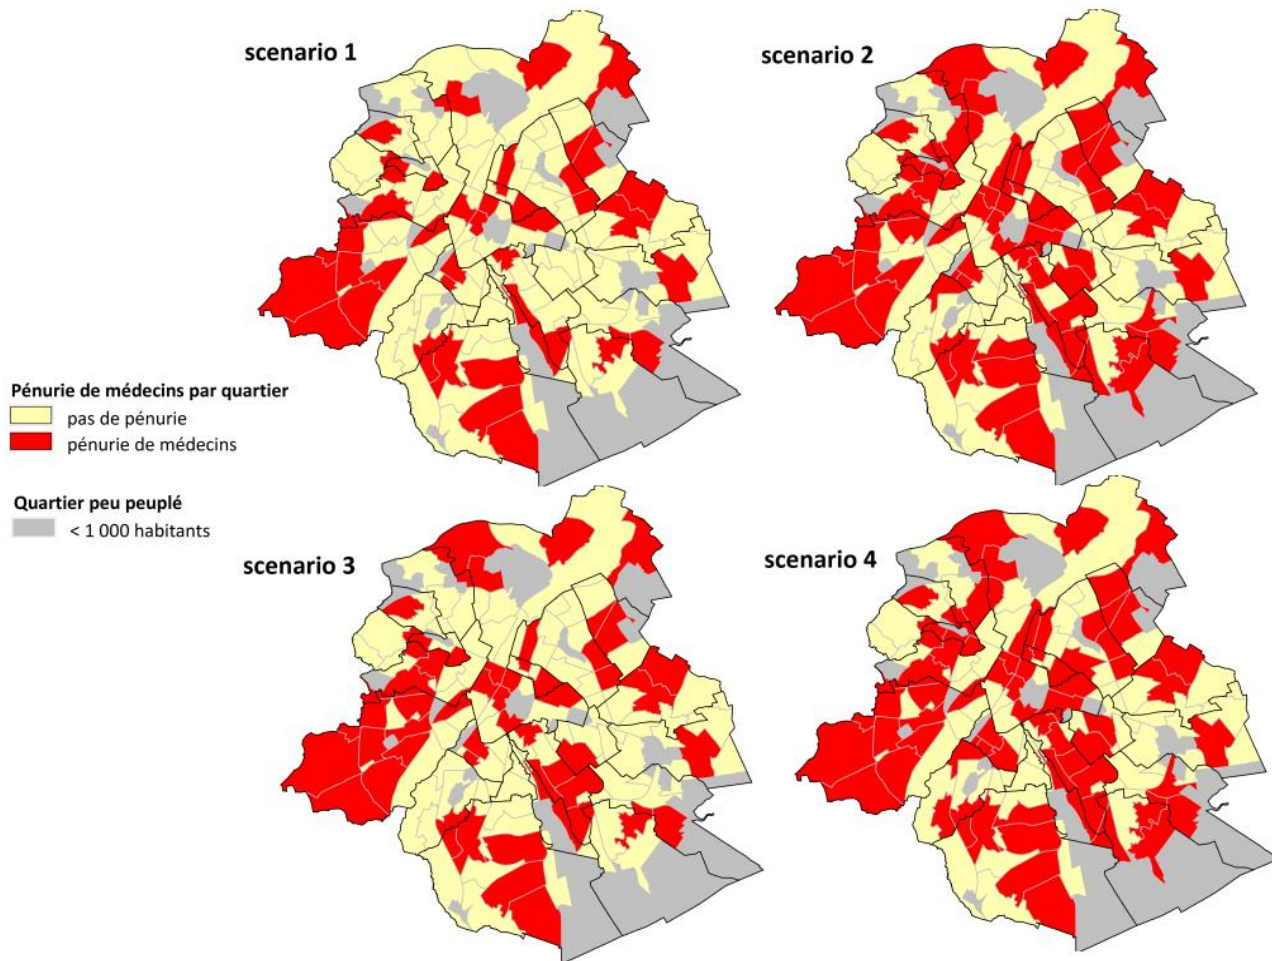 scenario 1
scenario 2
Pénurie de médecins par quartier
pas de pénurie
pénurie de médecins
Quartier peu peuplé
< 1 000 habitants
scenario 3
scenario 4